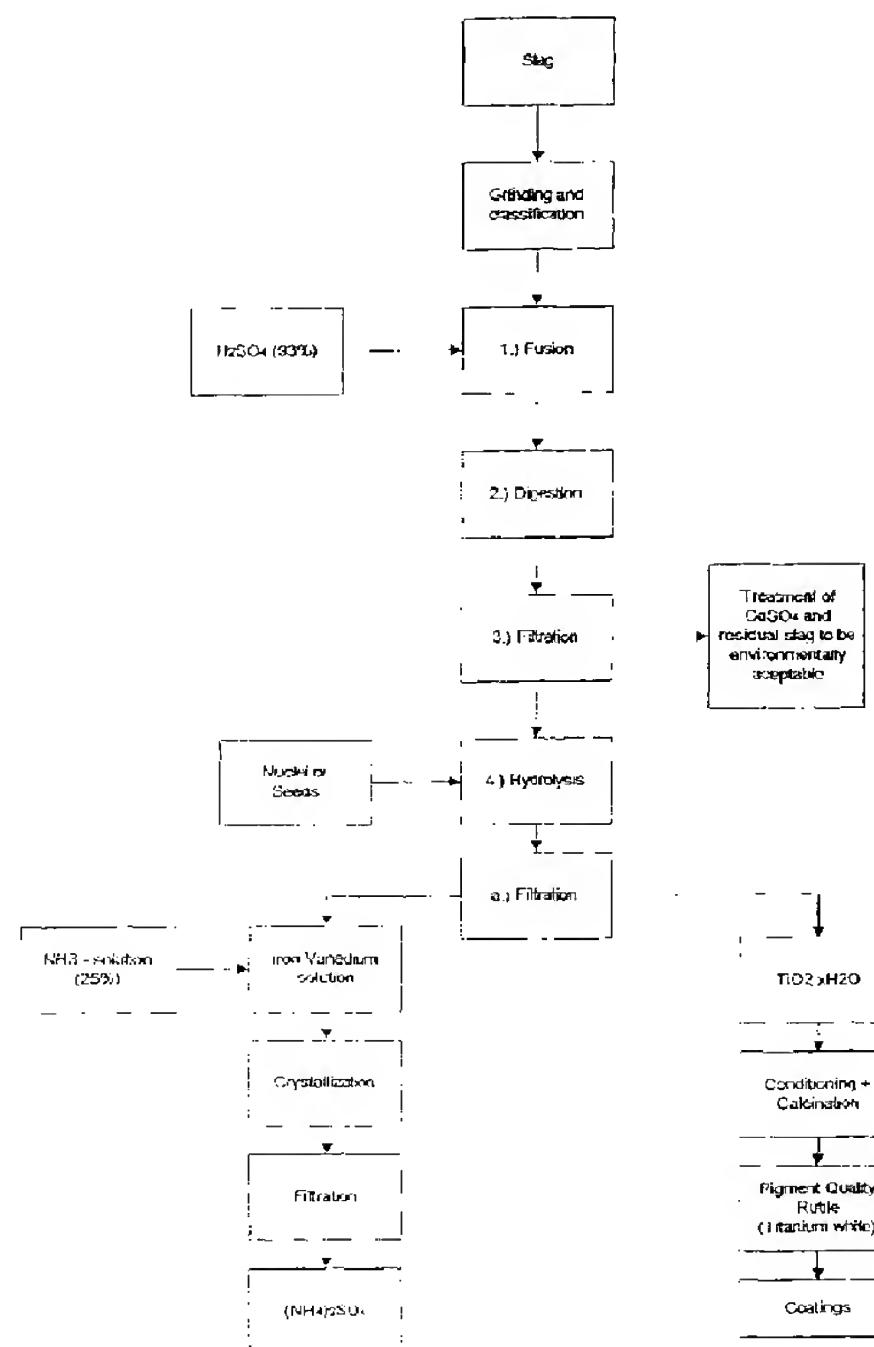 Slag
Grinding and
classification
H2SO4 (93%)
1.) Fusion
2.) Digestion
3.) Filtration
Treatment of
CaSO4 and
residual slag to be
environmentally
aceptable
Nuclei or
Seeds
4.) Hydrolysis
a.) Filtration
NH3 - solution
(25%)
Iron Vanadium
solution
TiO2 xH2O
Crystallization
Conditioning +
Calcination
Filtration
Pigment Quality
Rutile
(Titanium white)
(NH4)2SO4
Coatings